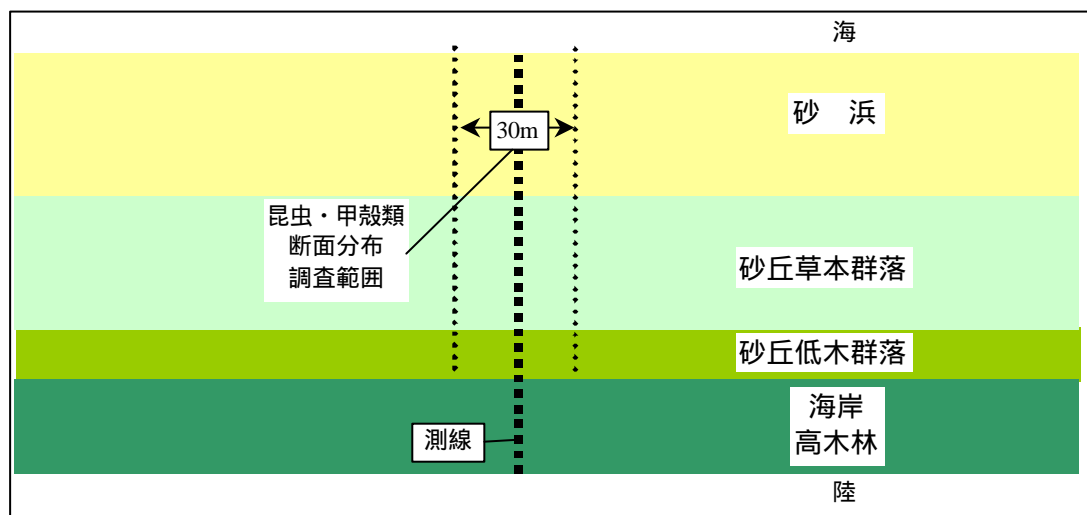 海
砂　浜
30m
昆虫・甲殻類
断面分布
調査範囲
砂丘草本群落
砂丘低木群落
海岸
高木林
測線
陸